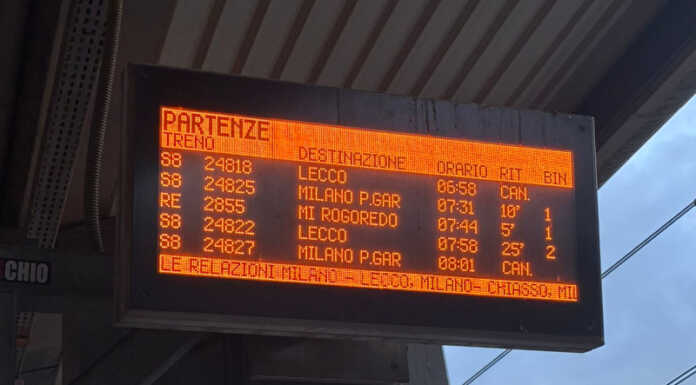 PARTENZE
TRENO DESTINAZIONE ORARIO RIT BIN
S8 24818 LECCO 06:58 CAN.
S8 24825 MILANO P.GAR 07:31 10' 1
RE 2855 MI ROGOREDO 07:44 5' 1
S8 24822 LECCO 07:58 25' 2
S8 24827 MILANO P.GAR 08:01 CAN.
LE RELAZIONI MILANO - LECCO, MILANO- CHIASSO, MIL
CHIO